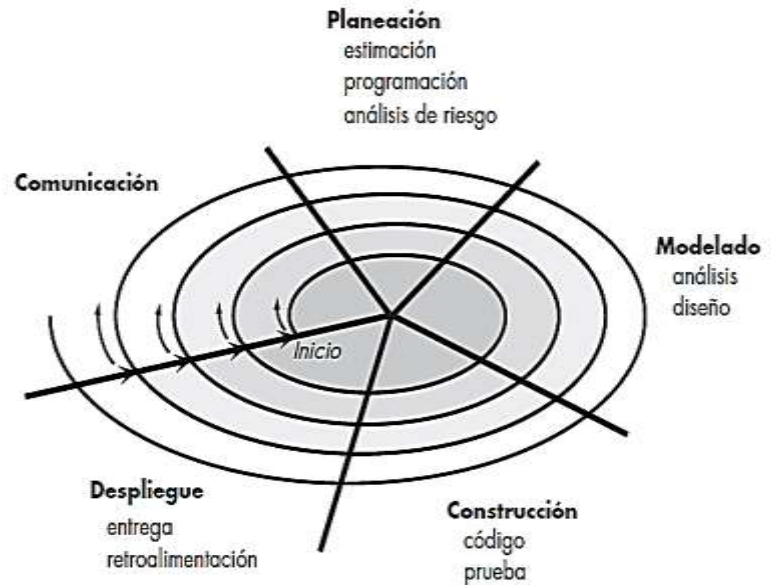 Planeación
estimación
programación
análisis de riesgo
Comunicación
Modelado
análisis
diseño
Inicio
Despliegue
entrega
retroalimentación
Construcción
código
prueba